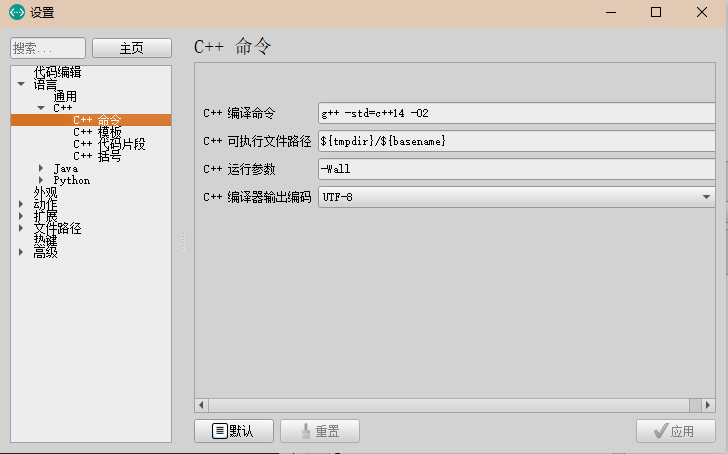 设置
搜索...
主页
代码编辑
语言
通用
C++
C++ 命令
C++ 模板
C++ 代码片段
C++ 括号
Java
Python
外观
动作
扩展
文件路径
热键
高级
C++ 命令
C++ 编译命令 g++ -std=c++14 -O2
C++ 可执行文件路径 ${tmpdir}/${basename}
C++ 运行参数 -Wall
C++ 编译器输出编码 UTF-8
默认
重置
应用